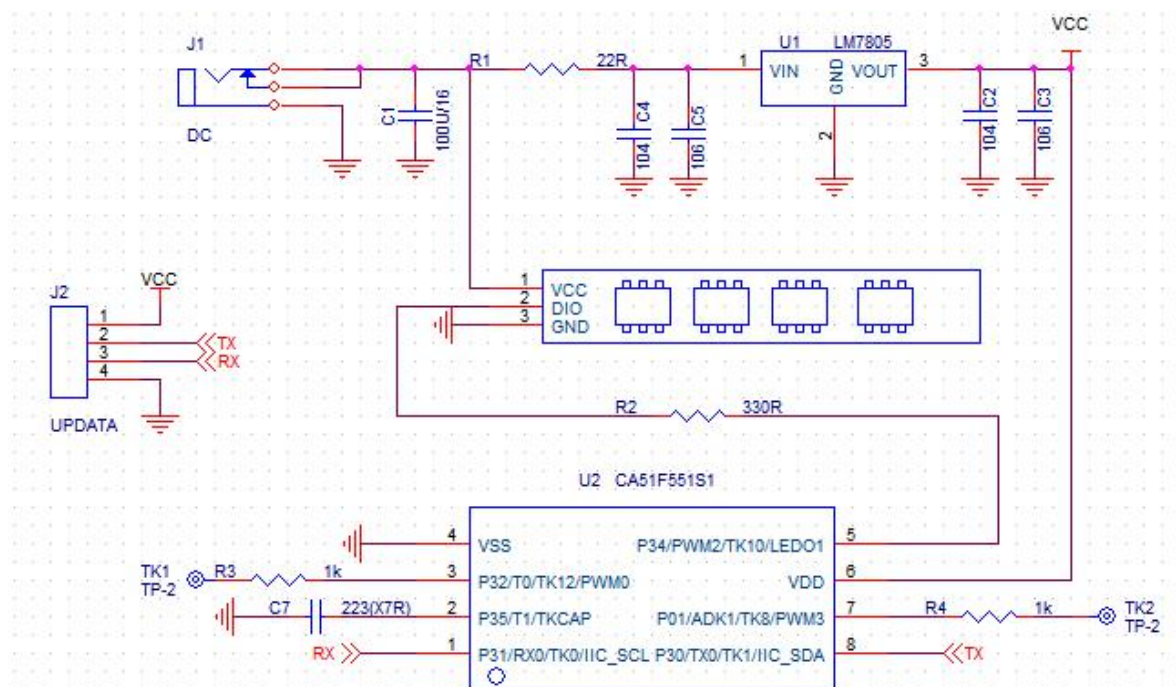 VCC
J1
R1 22R
U1 LM7805
1 VIN GND VOUT 3
2
DC
C1 100U/16
C4 104
C5 106
C2 104
C3 106
J2
VCC
1
2 TX
3 RX
4
UPDATA
1 VCC
2 DIO
3 GND
R2 330R
U2 CA51F551S1
4 VSS P34/PWM2/TK10/LEDO1 5
TK1
TP-2
R3 1k 3 P32/T0/TK12/PWM0 VDD 6
C7 223(X7R) 2 P35/T1/TKCAP P01/ADK1/TK8/PWM3 7 R4 1k
TK2
TP-2
RX 1 P31/RX0/TK0/IIC_SCL P30/TX0/TK1/IIC_SDA 8 TX